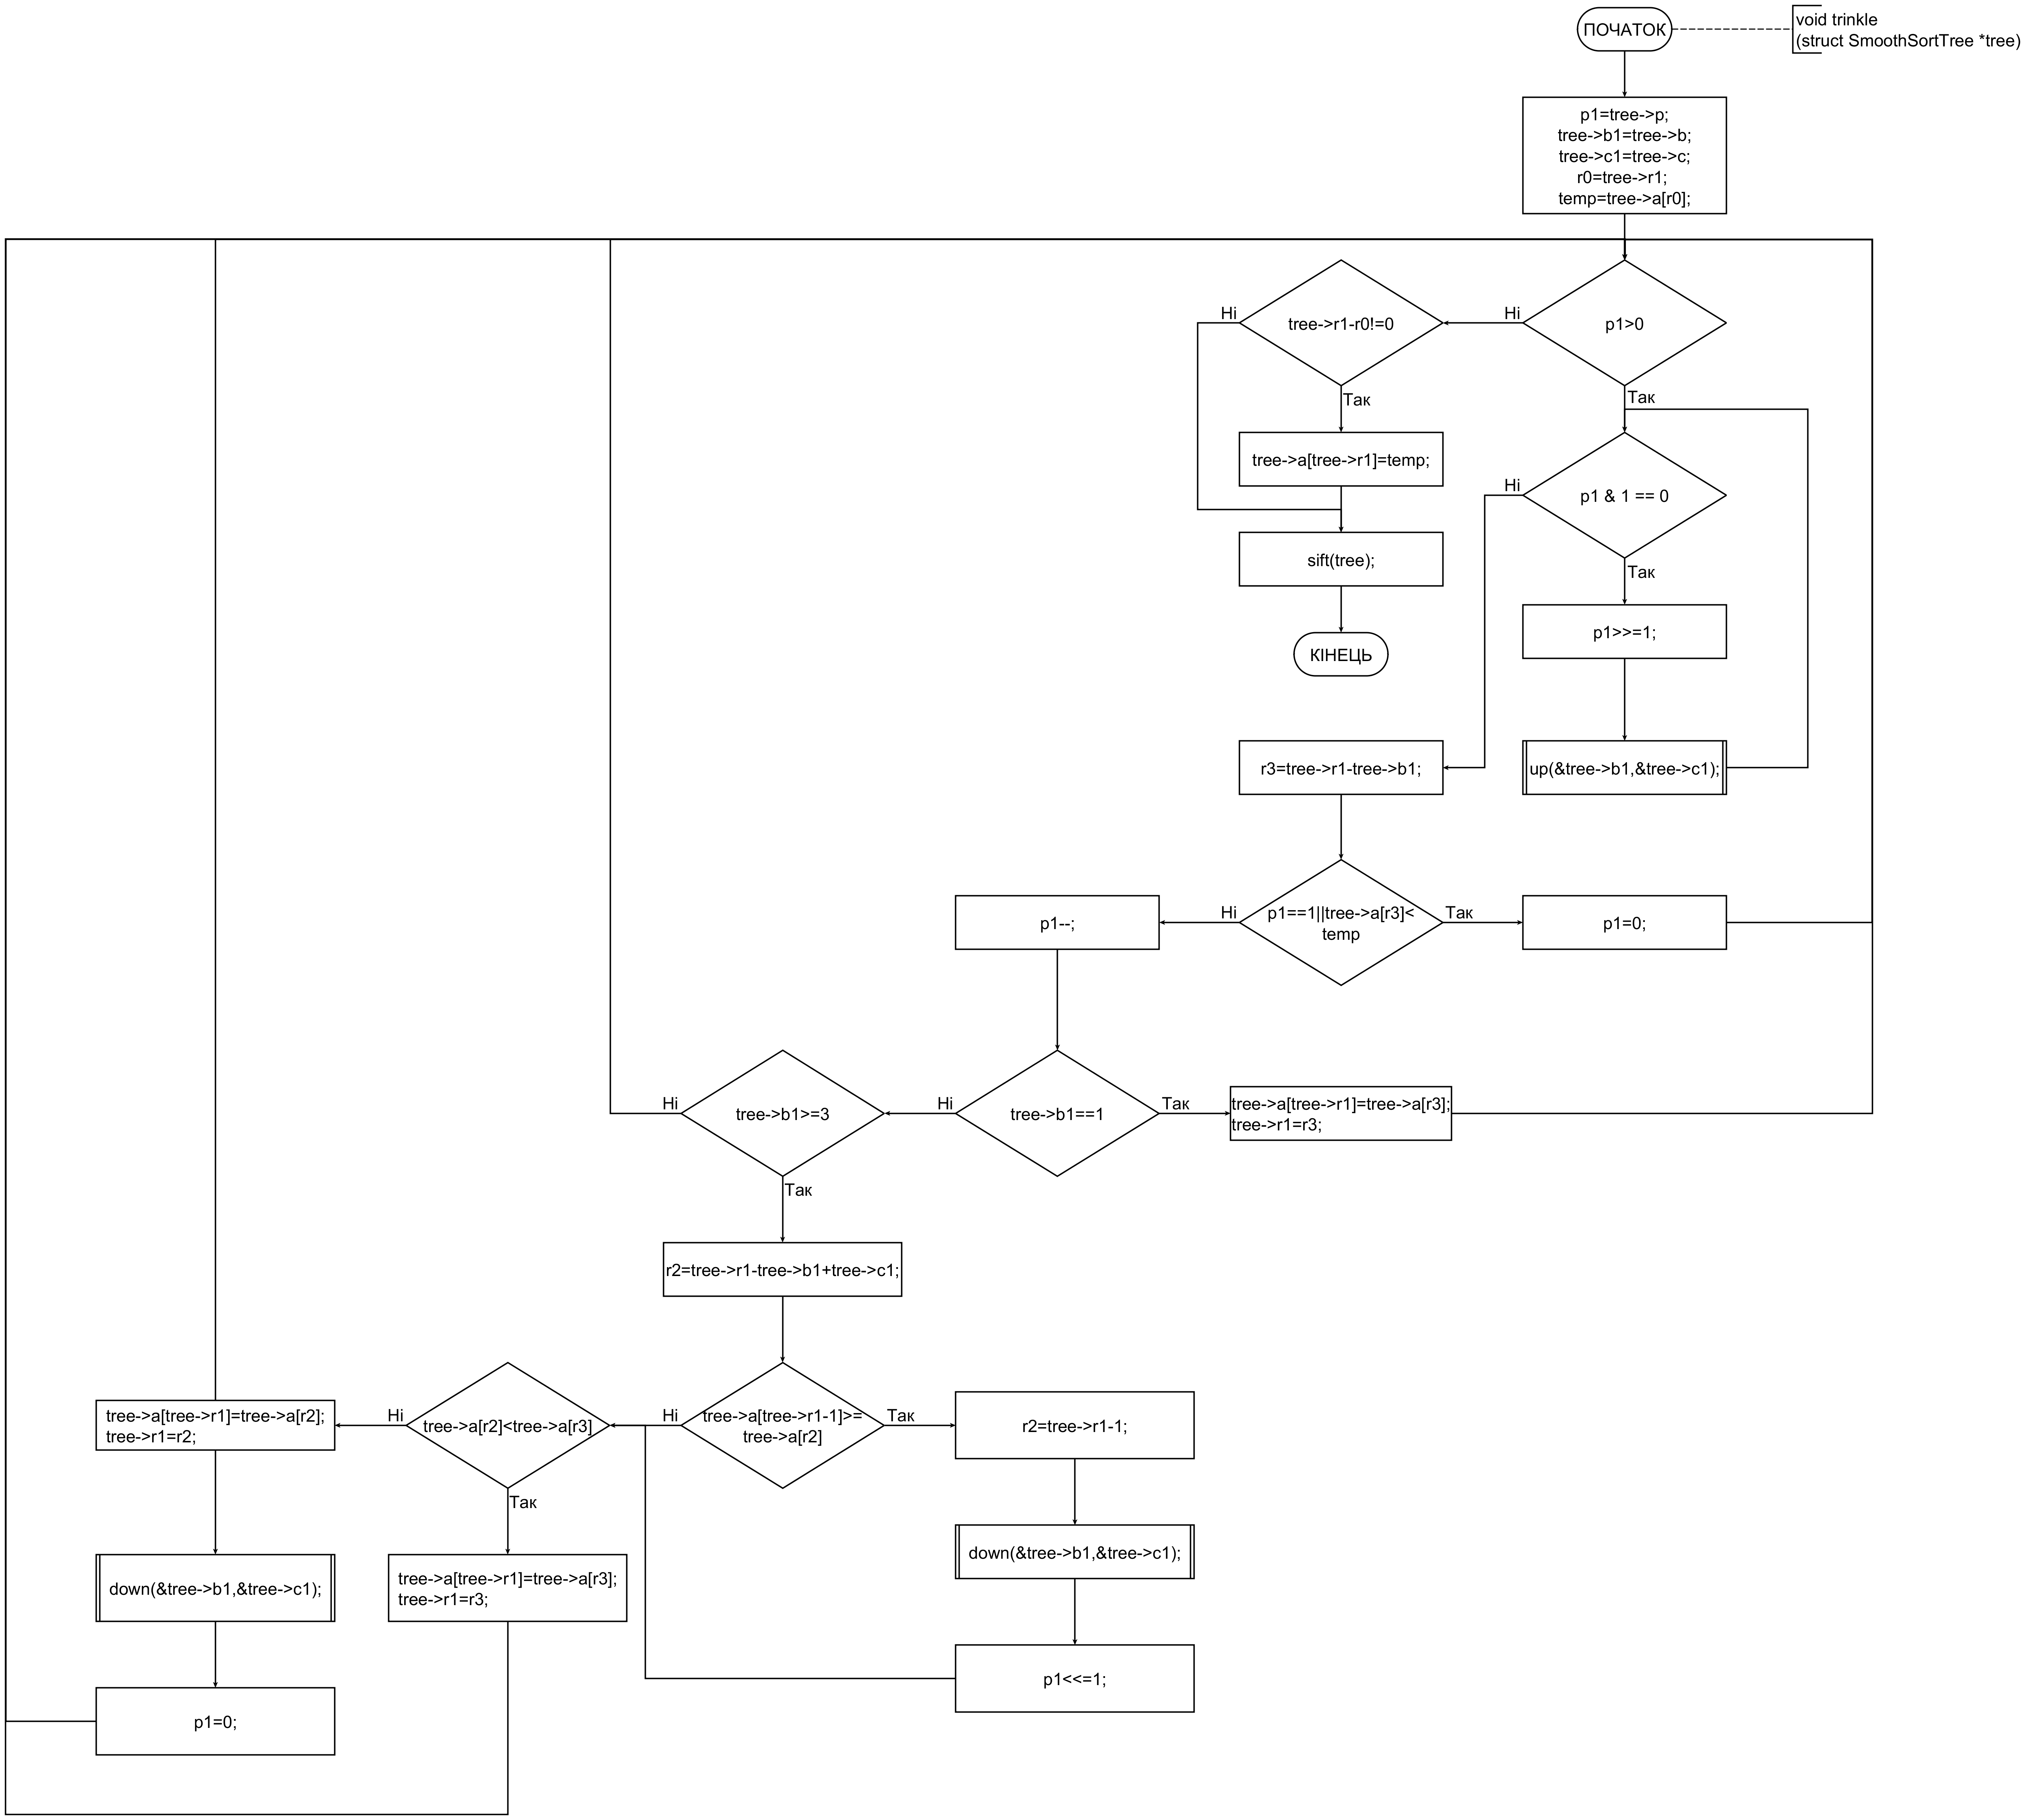 ПОЧАТОК
void trinkle
(struct SmoothSortTree *tree)
p1=tree->p;
tree->b1=tree->b;
tree->c1=tree->c;
r0=tree->r1;
temp=tree->a[r0];
Ні
tree->r1-r0!=0
Ні
p1>0
Так
Так
tree->a[tree->r1]=temp;
Ні
p1 & 1 == 0
sift(tree);
Так
p1>>=1;
КІНЕЦЬ
r3=tree->r1-tree->b1;
up(&tree->b1,&tree->c1);
p1--;
Ні
p1==1||tree->a[r3]<
temp
Так
p1=0;
Ні
tree->b1>=3
Ні
tree->b1==1
Так
tree->a[tree->r1]=tree->a[r3];
tree->r1=r3;
Так
r2=tree->r1-tree->b1+tree->c1;
tree->a[tree->r1]=tree->a[r2];
tree->r1=r2;
Ні
tree->a[r2]<tree->a[r3]
Ні
tree->a[tree->r1-1]>=
tree->a[r2]
Так
r2=tree->r1-1;
Так
down(&tree->b1,&tree->c1);
down(&tree->b1,&tree->c1);
tree->a[tree->r1]=tree->a[r3];
tree->r1=r3;
p1<<=1;
p1=0;